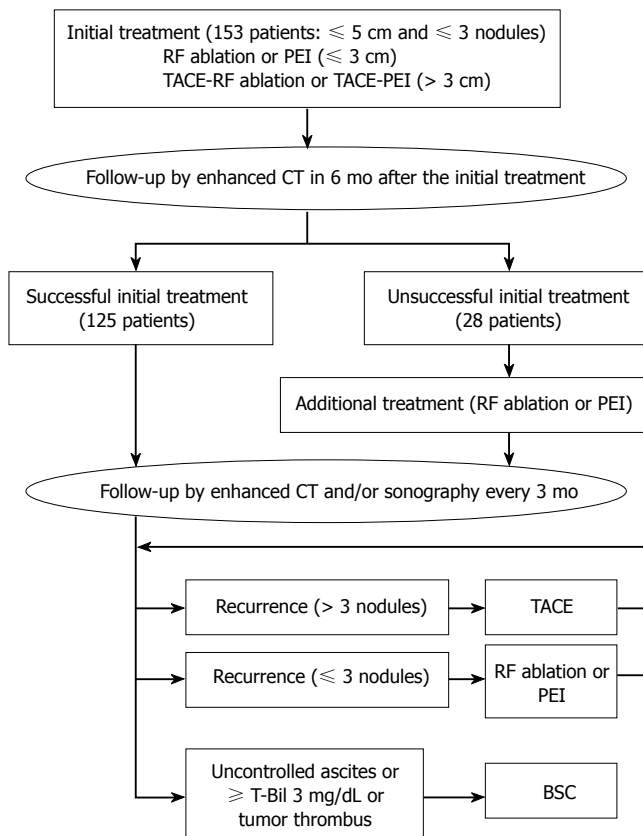 Initial treatment (153 patients: ≤ 5 cm and ≤ 3 nodules)
RF ablation or PEI (≤ 3 cm)
TACE-RF ablation or TACE-PEI (> 3 cm)
Follow-up by enhanced CT in 6 mo after the initial treatment
Successful initial treatment
(125 patients)
Unsuccessful initial treatment
(28 patients)
Additional treatment (RF ablation or PEI)
Follow-up by enhanced CT and/or sonography every 3 mo
Recurrence (> 3 nodules)
TACE
Recurrence (≤ 3 nodules)
RF ablation or
PEI
Uncontrolled ascites or
≥ T-Bil 3 mg/dL or
tumor thrombus
BSC